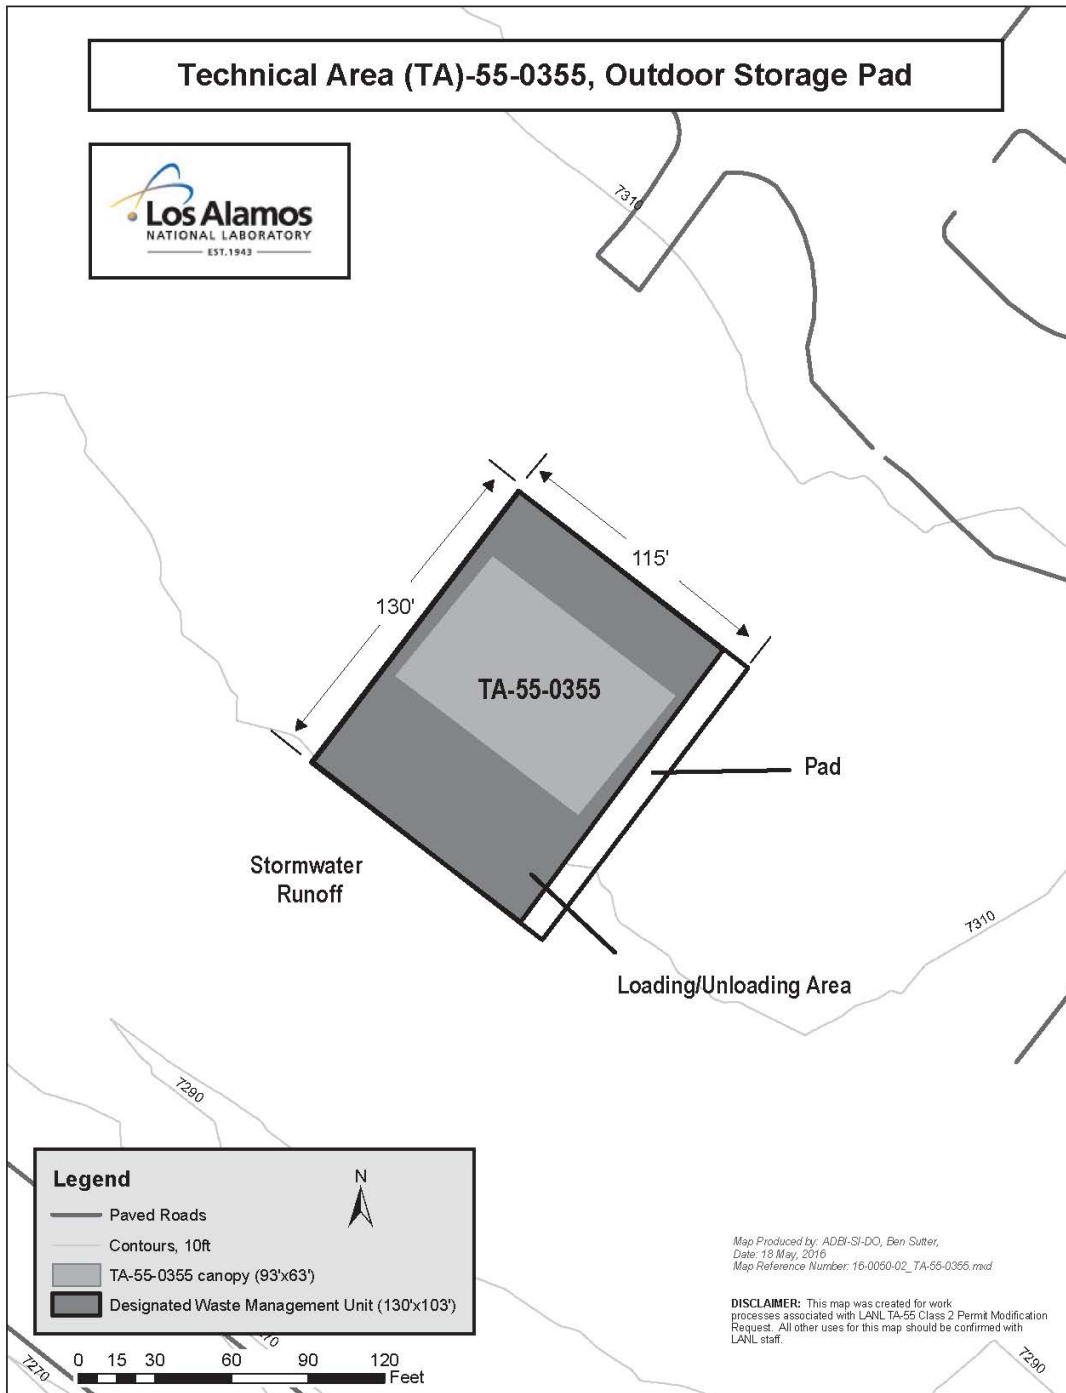 Technical Area (TA)-55-0355, Outdoor Storage Pad
Los Alamos
NATIONAL LABORATORY
EST.1943
7310
115'
130'
TA-55-0355
Pad
Stormwater
Runoff
7310
Loading/Unloading Area
7290
Legend
N
Paved Roads
Contours, 10ft
TA-55-0355 canopy (93'x63')
Designated Waste Management Unit (130'x103')
7270
0 15 30 60 90 120
Feet
Map Produced by: ADBI-SI-DO, Ben Sutter,
Date: 18 May, 2016
Map Reference Number: 16-0050-02_TA-55-0355.mxd
DISCLAIMER: This map was created for work
processes associated with LANL TA-55 Class 2 Permit Modification
Request. All other uses for this map should be confirmed with
LANL staff.
7290